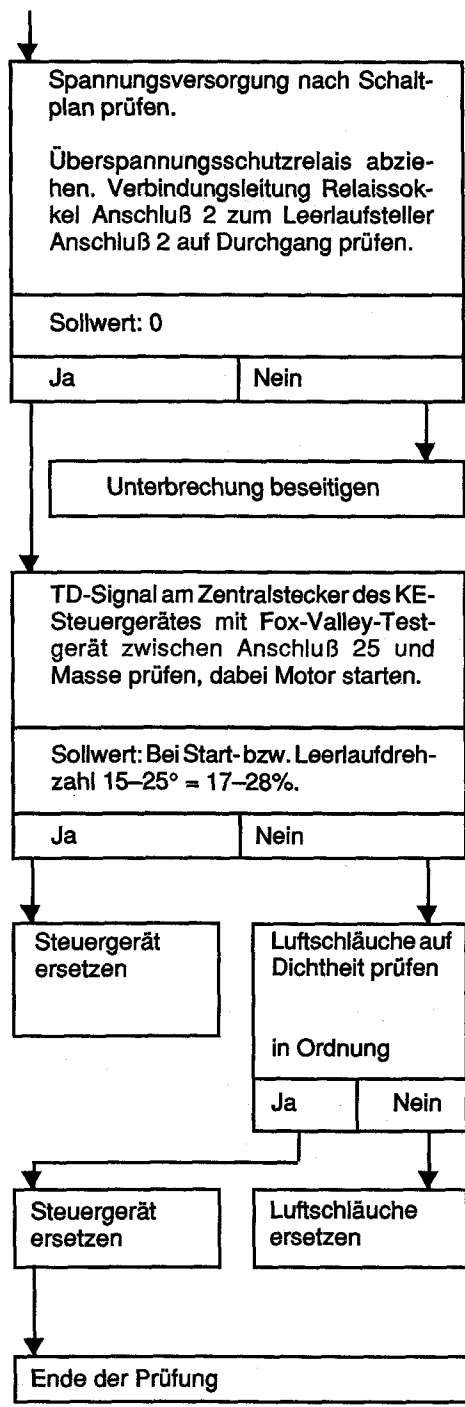 Spannungsversorgung nach Schalt-
plan prüfen.
Überspannungsschutzrelais abzie-
hen. Verbindungsleitung Relaissok-
kel Anschluß 2 zum Leerlaufsteller
Anschluß 2 auf Durchgang prüfen.
Sollwert: 0
Ja Nein
Unterbrechung beseitigen
TD-Signal am Zentralstecker des KE-
Steuergerätes mit Fox-Valley-Test-
gerät zwischen Anschluß 25 und
Masse prüfen, dabei Motor starten.
Sollwert: Bei Start- bzw. Leerlaufdreh-
zahl 15–25° = 17–28%.
Ja Nein
Steuergerät
ersetzen
Luftschläuche auf
Dichtheit prüfen
in Ordnung
Ja Nein
Steuergerät
ersetzen
Luftschläuche
ersetzen
Ende der Prüfung